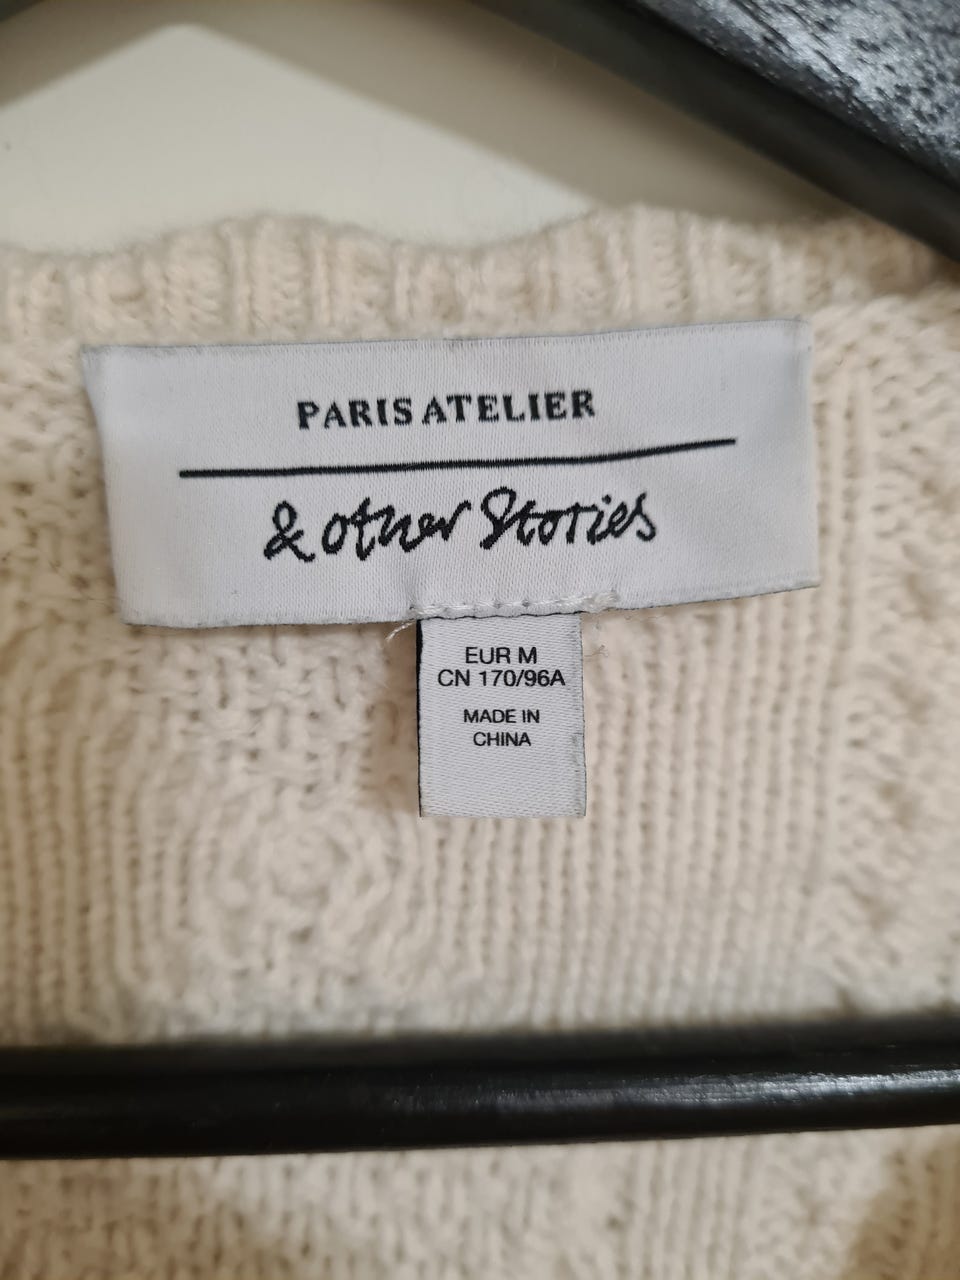 PARIS ATELIER
& other Stories
EUR M
CN 170/96A
MADE IN
CHINA